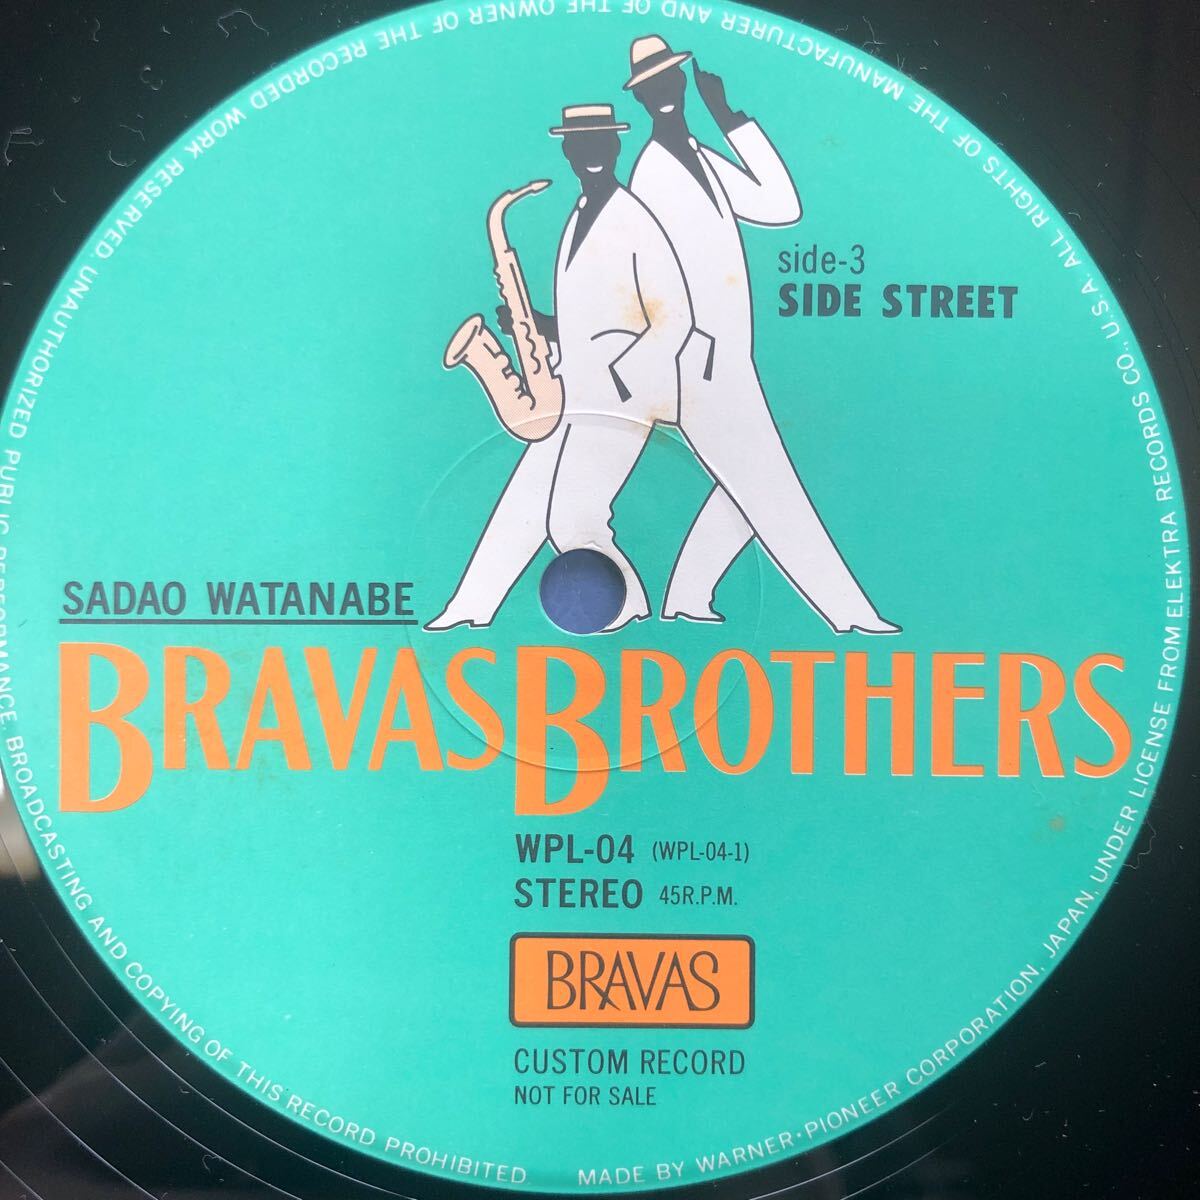 side-3
SIDE STREET
SADAO WATANABE
BRAVAS BROTHERS
WPL-04 (WPL-04-1)
STEREO 45R.P.M.
BRAVAS
CUSTOM RECORD
NOT FOR SALE
ALL RIGHTS OF THE MANUFACTURER AND OF THE OWNER OF THE RECORDED WORK RESERVED. UNAUTHORIZED PUBLIC PERFORMANCE, BROADCASTING AND COPYING OF THIS RECORD PROHIBITED. MADE BY WARNER·PIONEER CORPORATION, JAPAN, UNDER LICENSE FROM ELEKTRA RECORDS CO., U.S.A.